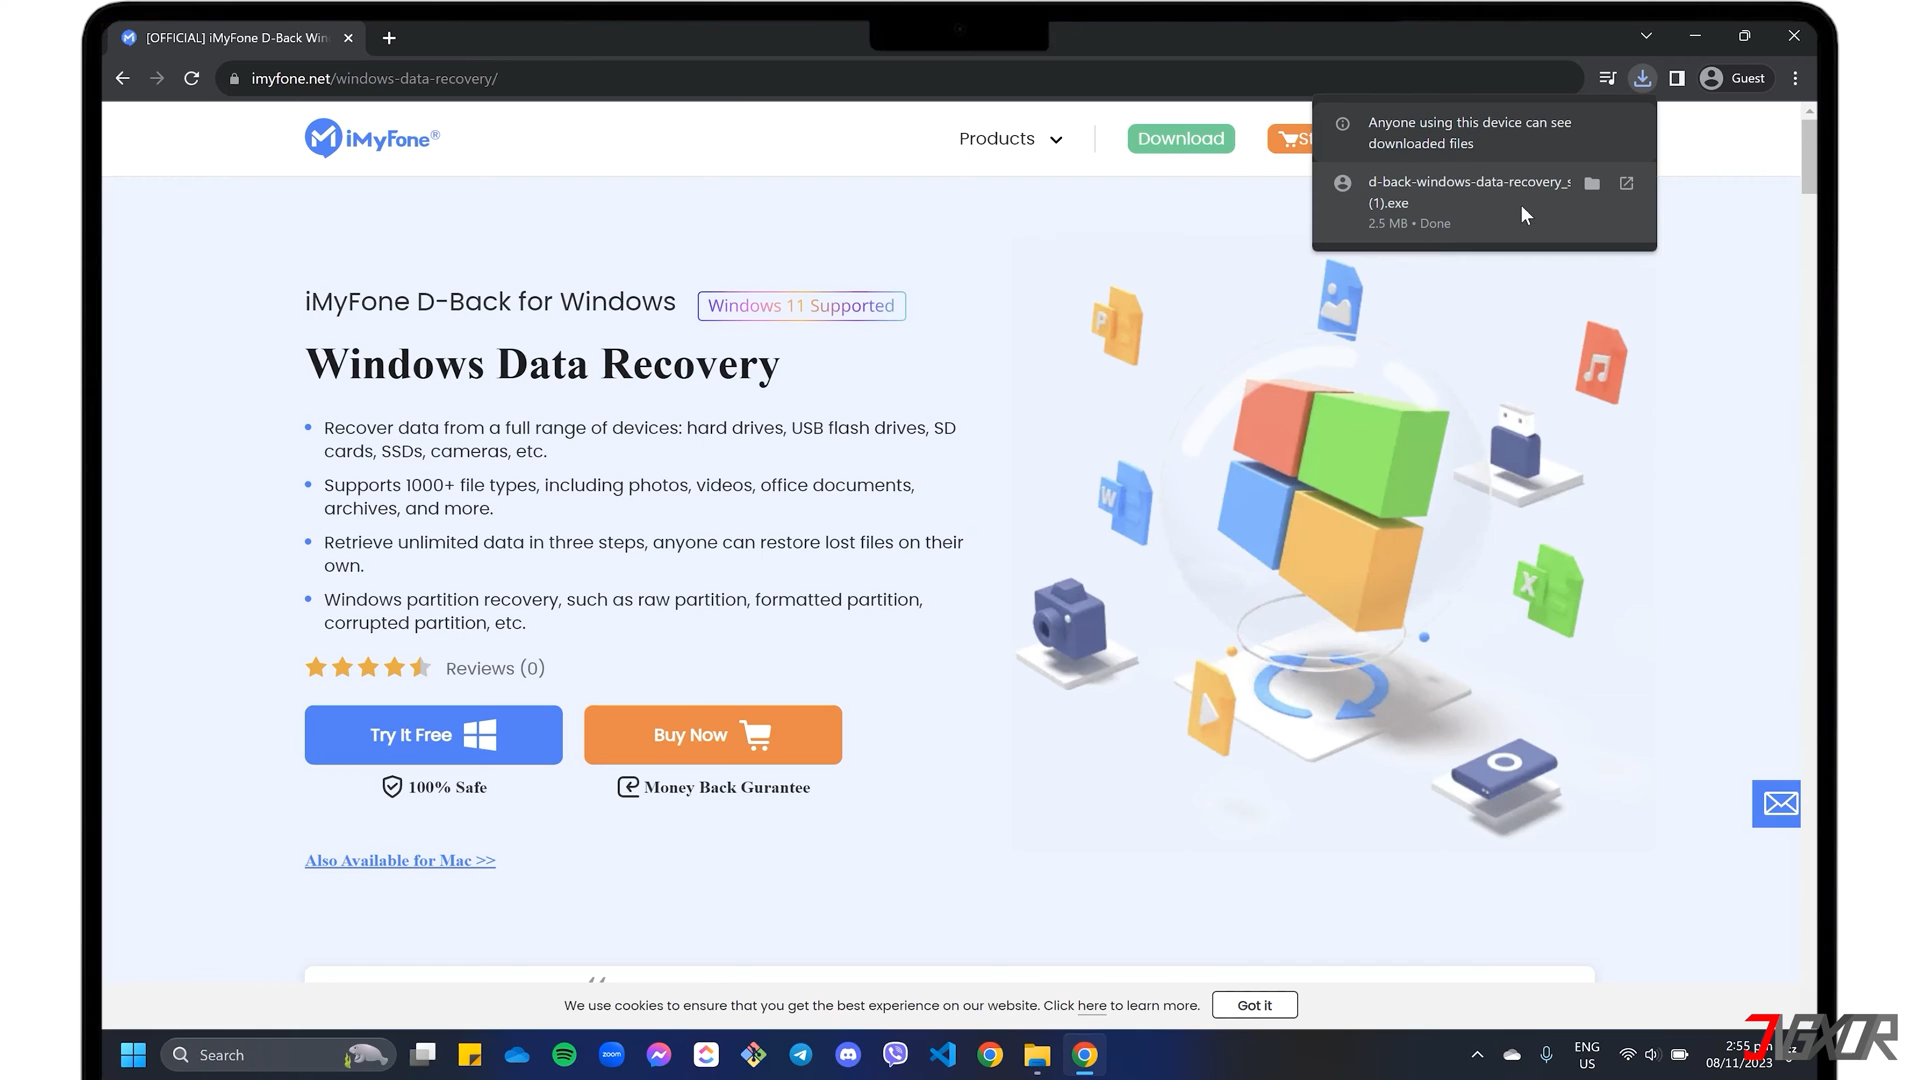 [OFFICIAL] iMyFone D-Back Win
imyfone.net/windows-data-recovery/
Guest
iMyFone®
Products
Download
St
Anyone using this device can see
downloaded files
d-back-windows-data-recovery_s
(1).exe
2.5 MB • Done
iMyFone D-Back for Windows
Windows 11 Supported
Windows Data Recovery
Recover data from a full range of devices: hard drives, USB flash drives, SD
cards, SSDs, cameras, etc.
Supports 1000+ file types, including photos, videos, office documents,
archives, and more.
Retrieve unlimited data in three steps, anyone can restore lost files on their
own.
Windows partition recovery, such as raw partition, formatted partition,
corrupted partition, etc.
Reviews (0)
Try It Free
Buy Now
100% Safe
Money Back Gurantee
Also Available for Mac >>
P
W
X
We use cookies to ensure that you get the best experience on our website. Click here to learn more.
Got it
Search
zoom
ENG
US
2:55 pm
08/11/2023